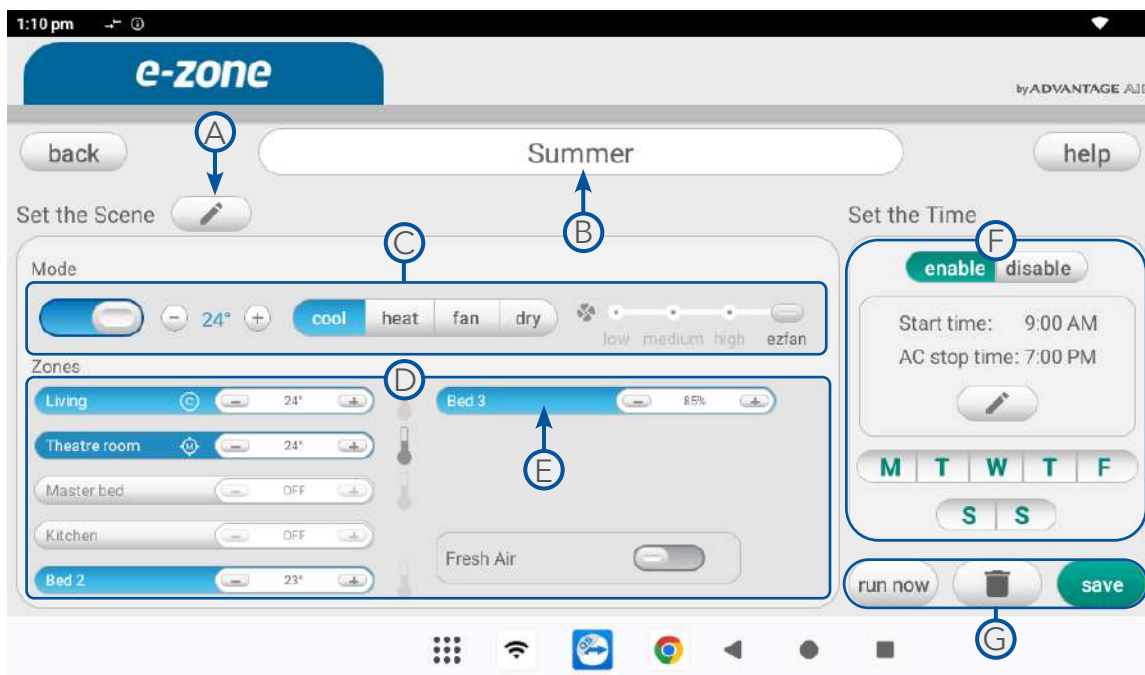 1:10 pm
e-zone
by ADVANTAGE AIR
A
back
Summer
help
Set the Scene
B
Set the Time
C
F
Mode
enable disable
24° cool heat fan dry
low medium high ezfan
Start time: 9:00 AM
AC stop time: 7:00 PM
Zones
D
Living C 24°
Bed 3 85%
Theatre room M 24°
E
Master bed OFF
M T W T F
Kitchen OFF
S S
Fresh Air
Bed 2 23°
run now
save
G